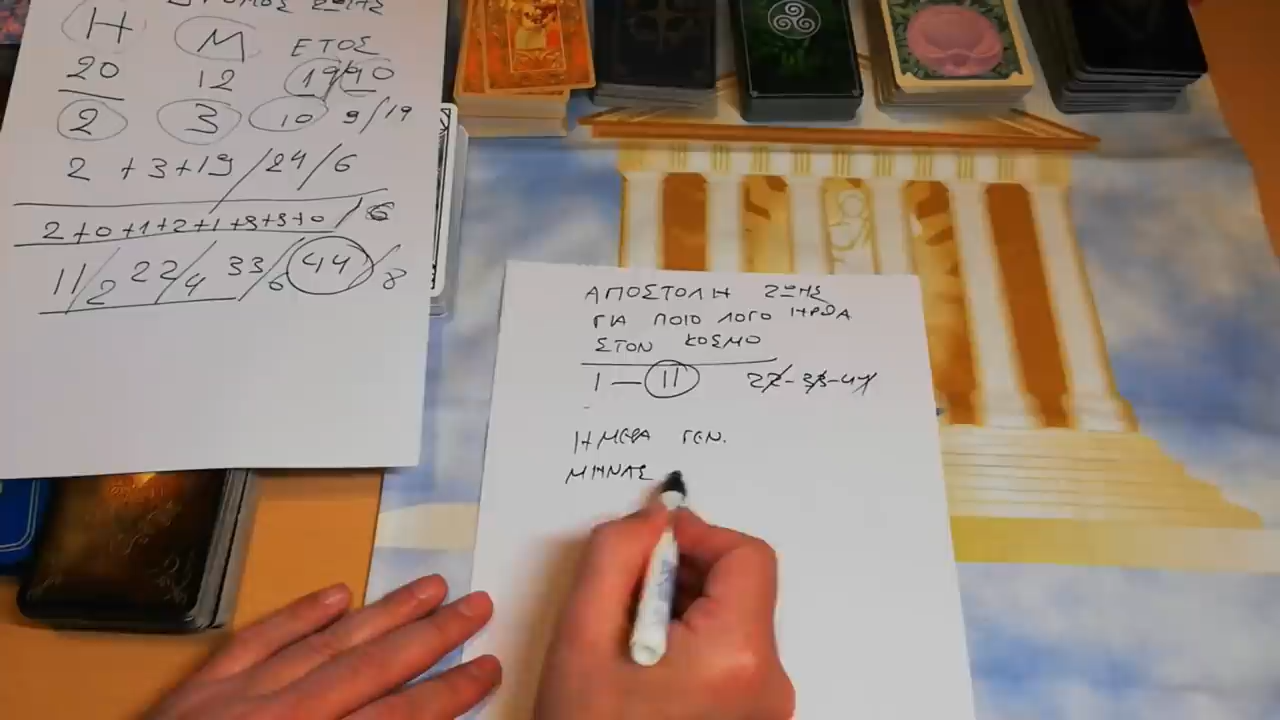 ΔΡΟΜΟΣ ΖΩΗΣ
Η Μ ΕΤΟΣ
20 12 1990
2 3 10 9/19
2 +3+19/24/6
2+0+1+2+1+9+9+0/6
11/2 22/4 33/6 44/8
ΑΠΟΣΤΟΛΗ ΖΩΗΣ
ΓΙΑ ΠΟΙΟ ΛΟΓΟ ΗΡΘΑ
ΣΤΟΝ ΚΟΣΜΟ
1 — 11 22-33-44
ΗΜΕΡΑ ΓΕΝ.
ΜΗΝΑΣ